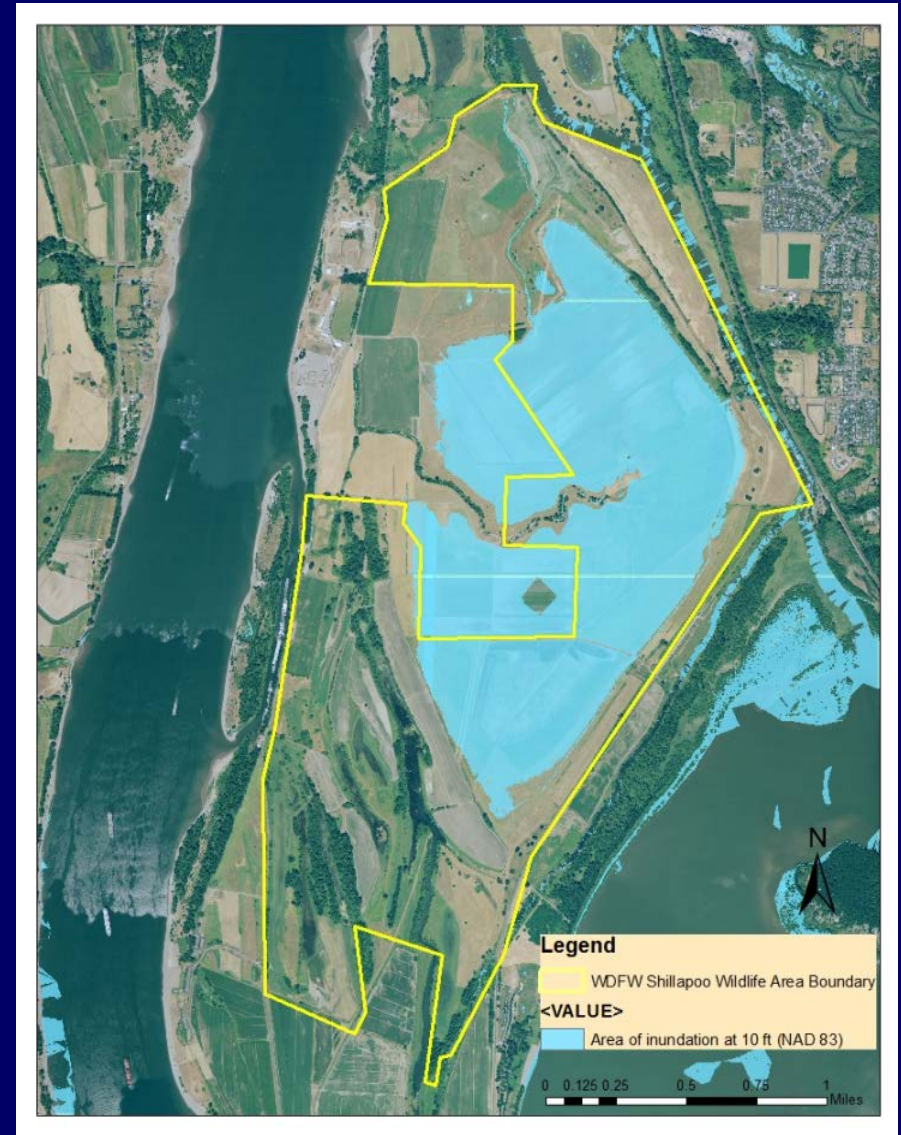 N
Legend
WDFW Shillapoo Wildlife Area Boundary
<VALUE>
Area of inundation at 10 ft (NAD 83)
0 0.125 0.25 0.5 0.75 1
Miles